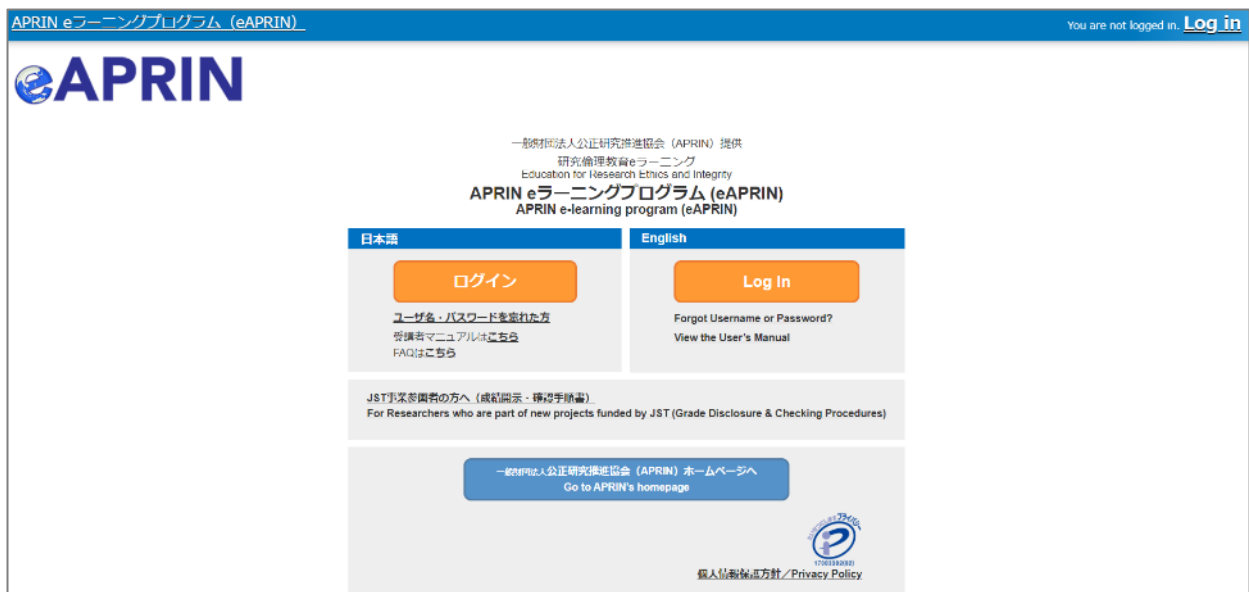 APRIN eラーニングプログラム（eAPRIN）
You are not logged in. Log in
eAPRIN
一般財団法人公正研究推進協会（APRIN）提供
研究倫理教育eラーニング
Education for Research Ethics and Integrity
APRIN eラーニングプログラム (eAPRIN)
APRIN e-learning program (eAPRIN)
日本語
ログイン
ユーザ名・パスワードを忘れた方
受講者マニュアルはこちら
FAQはこちら
English
Log In
Forgot Username or Password?
View the User's Manual
JST事業参画者の方へ（成績開示・確認手順書）
For Researchers who are part of new projects funded by JST (Grade Disclosure & Checking Procedures)
一般財団法人公正研究推進協会（APRIN）ホームページへ
Go to APRIN's homepage
プライバシー
個人情報保護方針／Privacy Policy